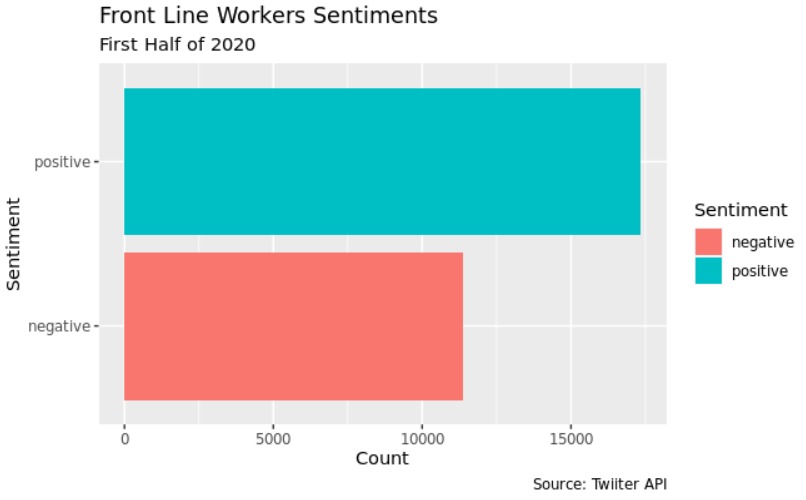 Front Line Workers Sentiments
First Half of 2020
Sentiment
positive
negative
0 5000 10000 15000
Count
Sentiment
negative
positive
Source: Twiiter API